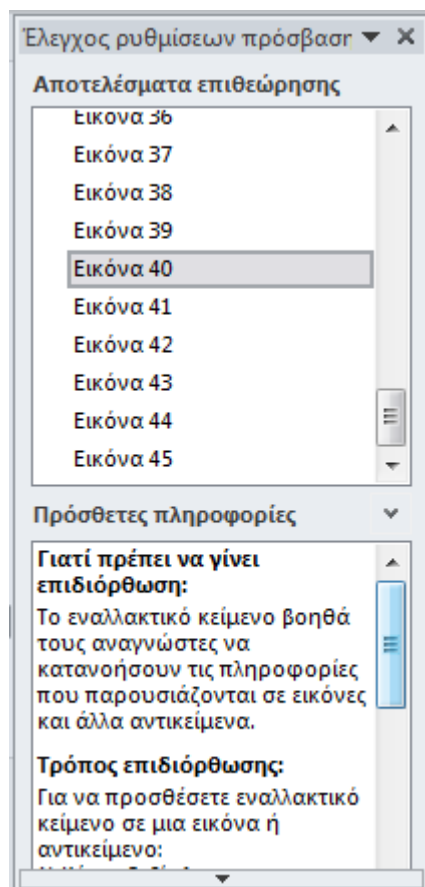 Έλεγχος ρυθμίσεων πρόσβασης
Αποτελέσματα επιθεώρησης
Εικόνα 36
Εικόνα 37
Εικόνα 38
Εικόνα 39
Εικόνα 40
Εικόνα 41
Εικόνα 42
Εικόνα 43
Εικόνα 44
Εικόνα 45
Πρόσθετες πληροφορίες
Γιατί πρέπει να γίνει
επιδιόρθωση:
Το εναλλακτικό κείμενο βοηθά
τους αναγνώστες να
κατανοήσουν τις πληροφορίες
που παρουσιάζονται σε εικόνες
και άλλα αντικείμενα.
Τρόπος επιδιόρθωσης:
Για να προσθέσετε εναλλακτικό
κείμενο σε μια εικόνα ή
αντικείμενο: